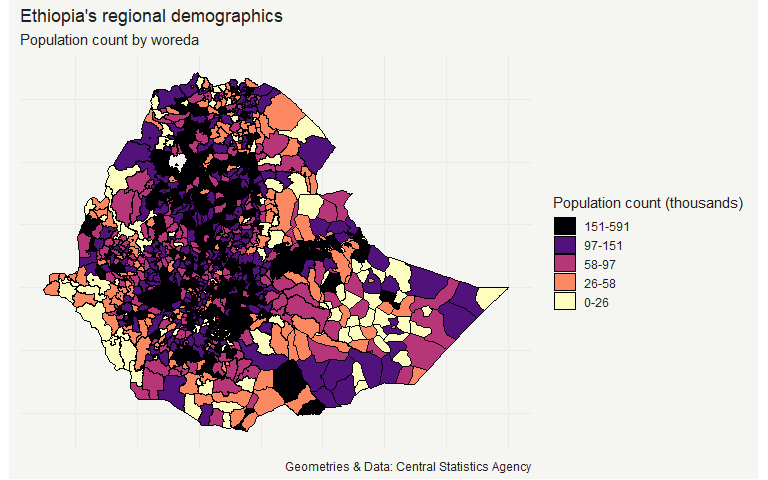 Ethiopia's regional demographics
Population count by woreda
Population count (thousands)
151-591
97-151
58-97
26-58
0-26
Geometries & Data: Central Statistics Agency